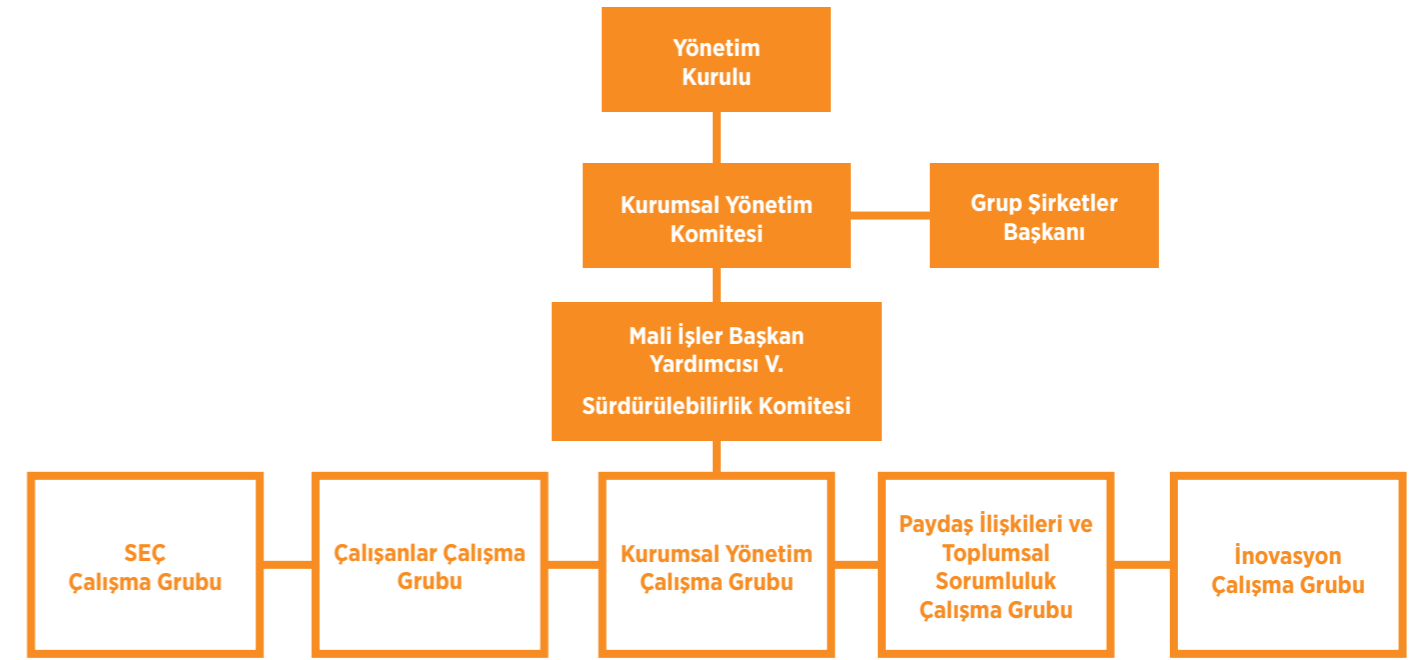 Yönetim
Kurulu
Kurumsal Yönetim
Komitesi
Grup Şirketler
Başkanı
Mali İşler Başkan
Yardımcısı V.
Sürdürülebilirlik Komitesi
SEÇ
Çalışma Grubu
Çalışanlar Çalışma
Grubu
Kurumsal Yönetim
Çalışma Grubu
Paydaş İlişkileri ve
Toplumsal
Sorumluluk
Çalışma Grubu
İnovasyon
Çalışma Grubu